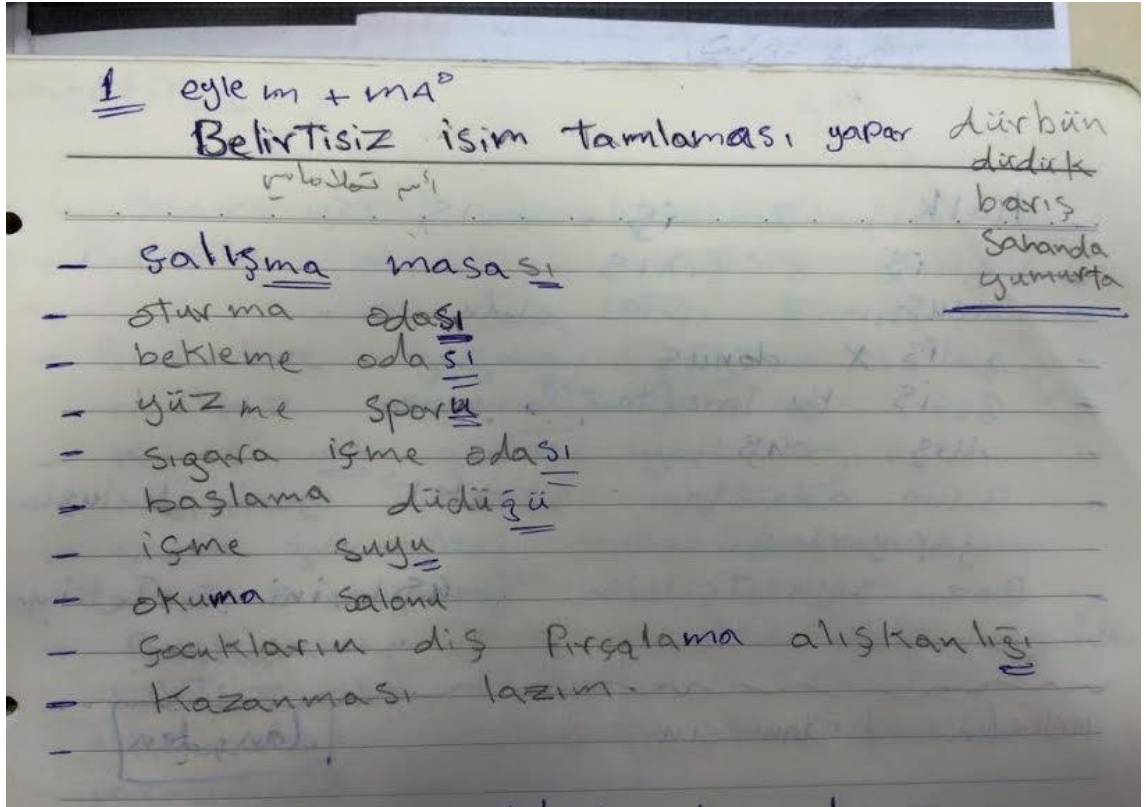 1 eylem + mA°
Belirtisiz isim tamlaması yapar
اسم تملاماسي
dürbün
düdük
barış
Sahanda
yumurta
- çalışma masası
- oturma odası
- bekleme odası
- yüzme sporu
- sigara içme odası
- başlama düdüğü
- içme suyu
- okuma salonu
- Çocukların diş fırçalama alışkanlığı
- Kazanması lazım.
-